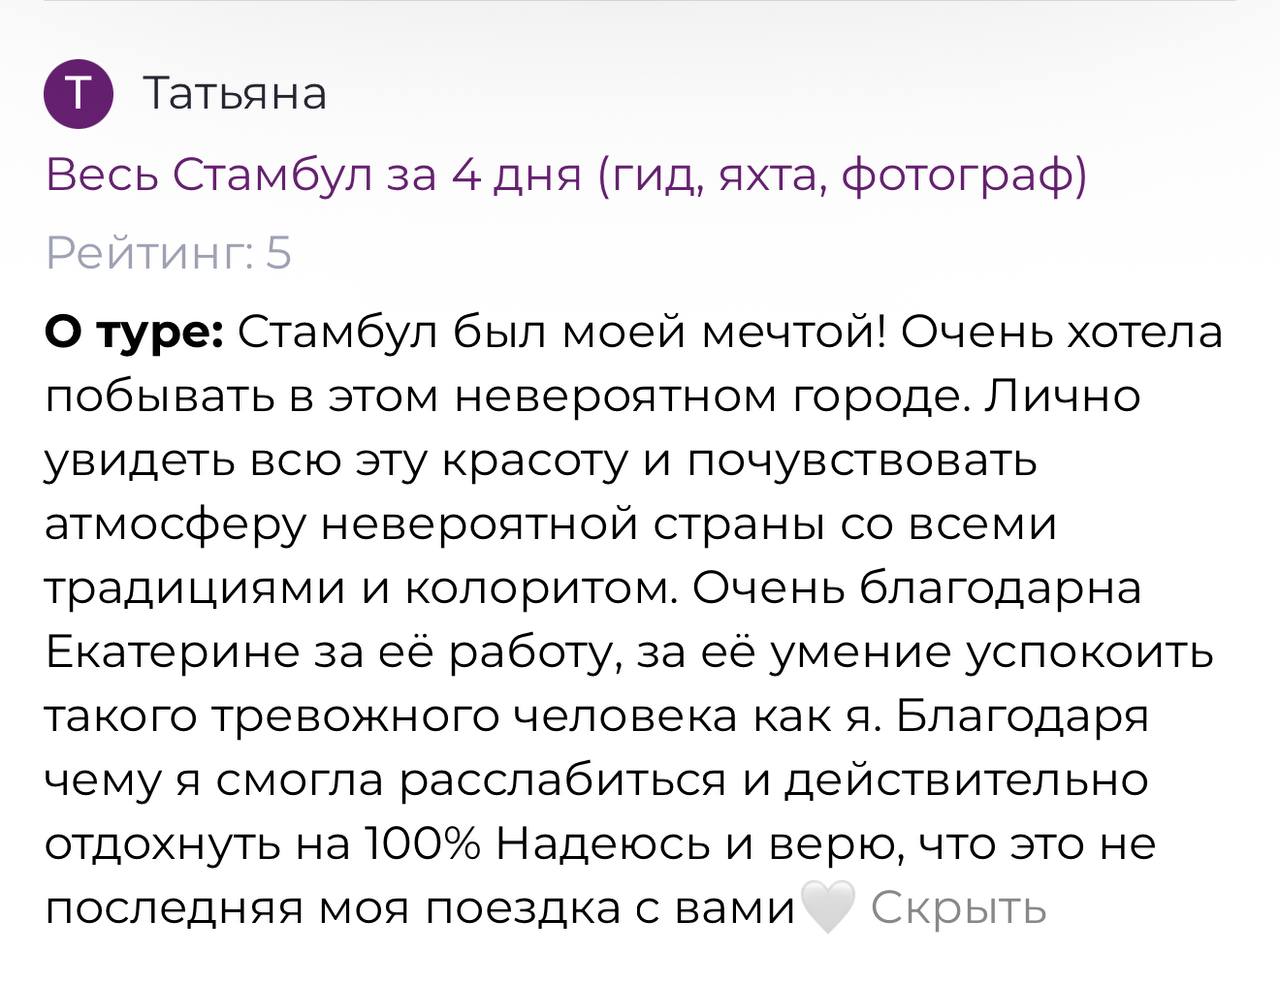 Т Татьяна
Весь Стамбул за 4 дня (гид, яхта, фотограф)
Рейтинг: 5
О туре: Стамбул был моей мечтой! Очень хотела
побывать в этом невероятном городе. Лично
увидеть всю эту красоту и почувствовать
атмосферу невероятной страны со всеми
традициями и колоритом. Очень благодарна
Екатерине за её работу, за её умение успокоить
такого тревожного человека как я. Благодаря
чему я смогла расслабиться и действительно
отдохнуть на 100% Надеюсь и верю, что это не
последняя моя поездка с вами🤍 Скрыть